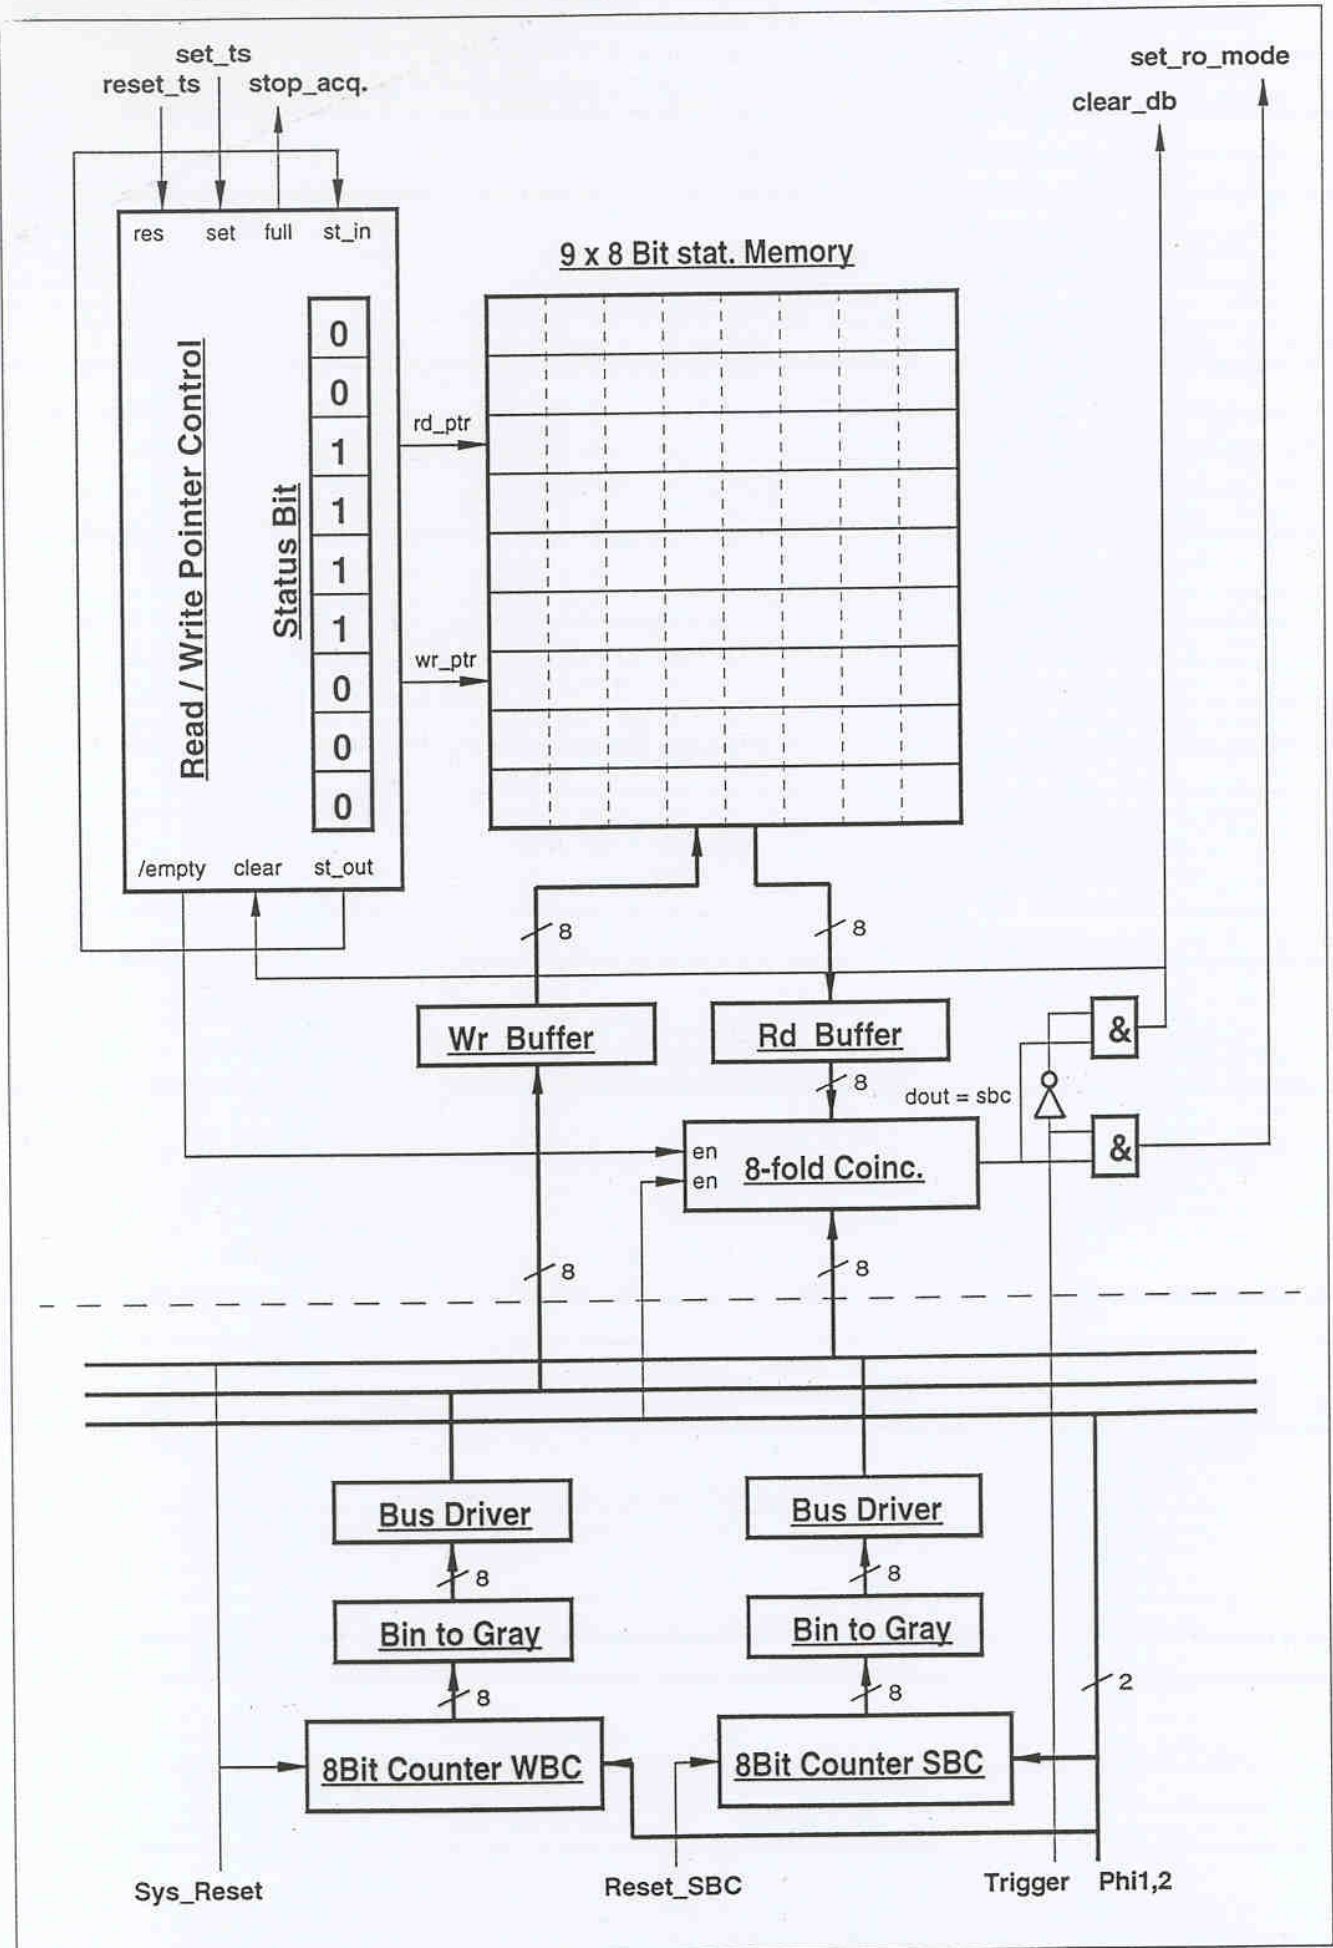 set_ts
reset_ts
stop_acq.
set_ro_mode
clear_db
res
set
full
st_in
9 x 8 Bit stat. Memory
Read / Write Pointer Control
Status Bit
0
0
1
1
1
1
0
0
0
rd_ptr
wr_ptr
/empty
clear
st_out
8
8
Wr Buffer
Rd Buffer
&
8
dout = sbc
&
en
en
8-fold Coinc.
8
8
Bus Driver
Bus Driver
8
8
Bin to Gray
Bin to Gray
8
8
2
8Bit Counter WBC
8Bit Counter SBC
Sys_Reset
Reset_SBC
Trigger
Phi1,2